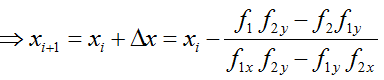 ⇒ x_{i+1} = x_i + Δx = x_i − \frac{f_1 f_{2y} − f_2 f_{1y}}{f_{1x} f_{2y} − f_{1y} f_{2x}}